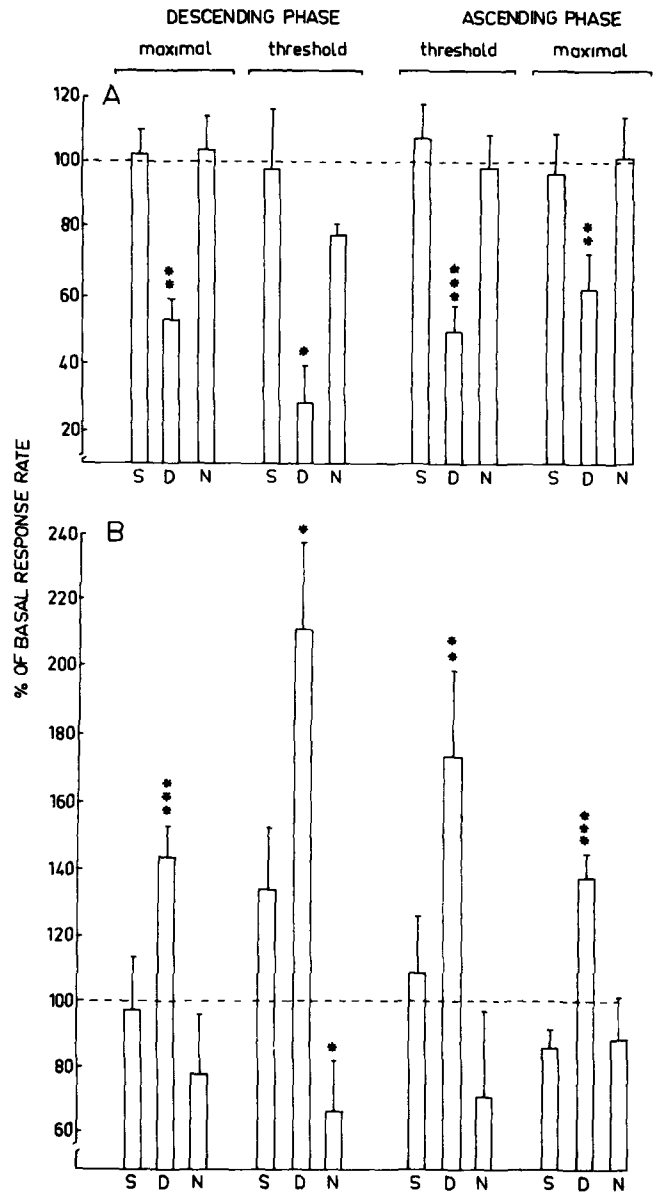 DESCENDING PHASE ASCENDING PHASE
maximal threshold threshold maximal
A
120
100
80
60
40
20
** * *** **
S D N S D N S D N S D N
% OF BASAL RESPONSE RATE
B
240
220
200
180
160
140
120
100
80
60
*** * * ** ***
S D N S D N S D N S D N